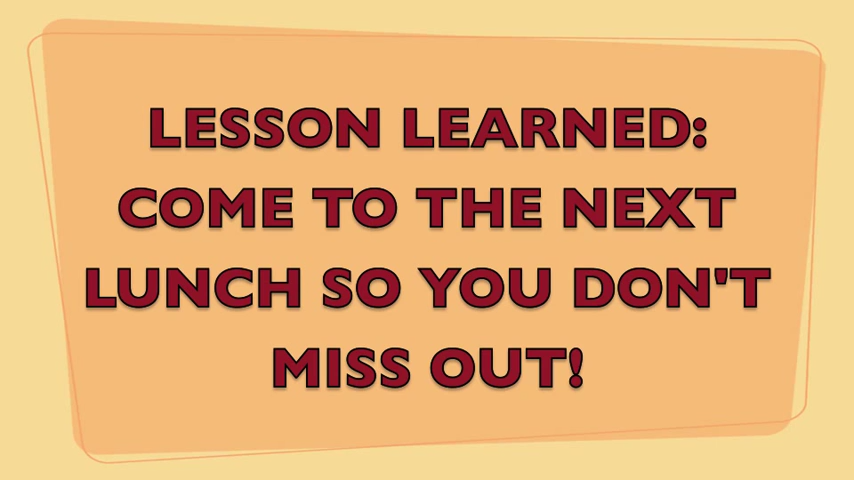 LESSON LEARNED:
COME TO THE NEXT
LUNCH SO YOU DON'T
MISS OUT!